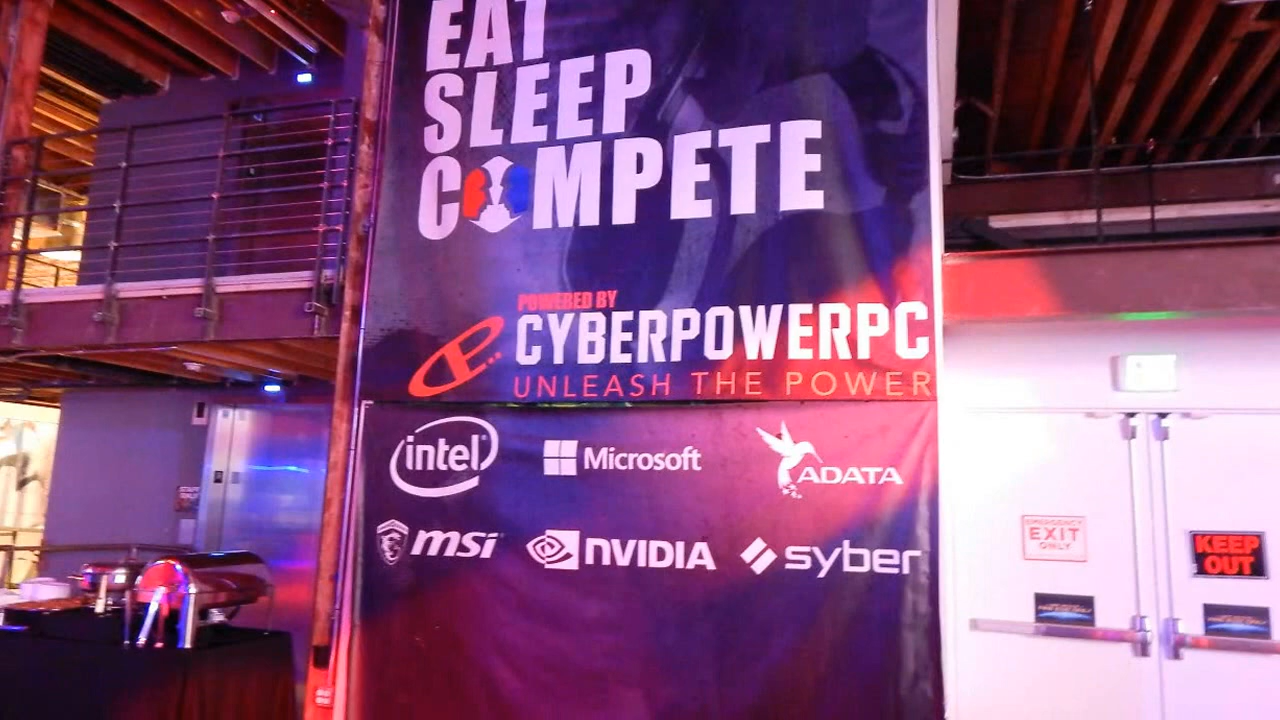 EAT
SLEEP
COMPETE
POWERED BY
CYBERPOWERPC
UNLEASH THE POWER
intel
Microsoft
ADATA
msi
NVIDIA
syber
EMERGENCY
EXIT
ONLY
KEEP
OUT